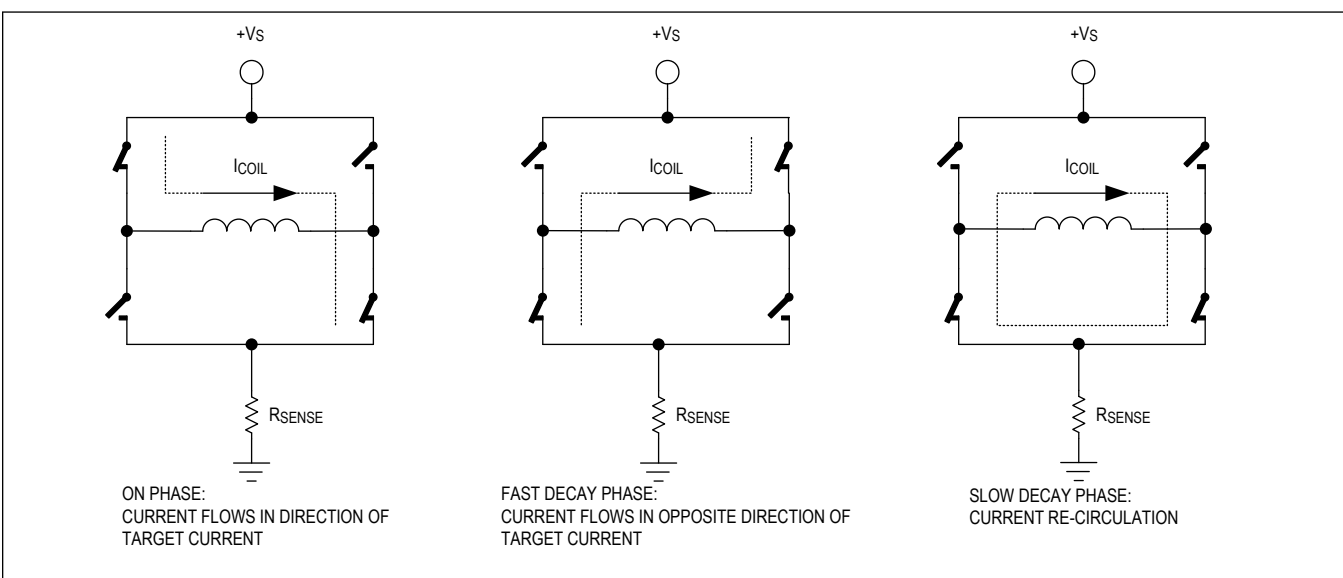 +VS
ICOIL
RSENSE
ON PHASE:
CURRENT FLOWS IN DIRECTION OF
TARGET CURRENT
+VS
ICOIL
RSENSE
FAST DECAY PHASE:
CURRENT FLOWS IN OPPOSITE DIRECTION OF
TARGET CURRENT
+VS
ICOIL
RSENSE
SLOW DECAY PHASE:
CURRENT RE-CIRCULATION